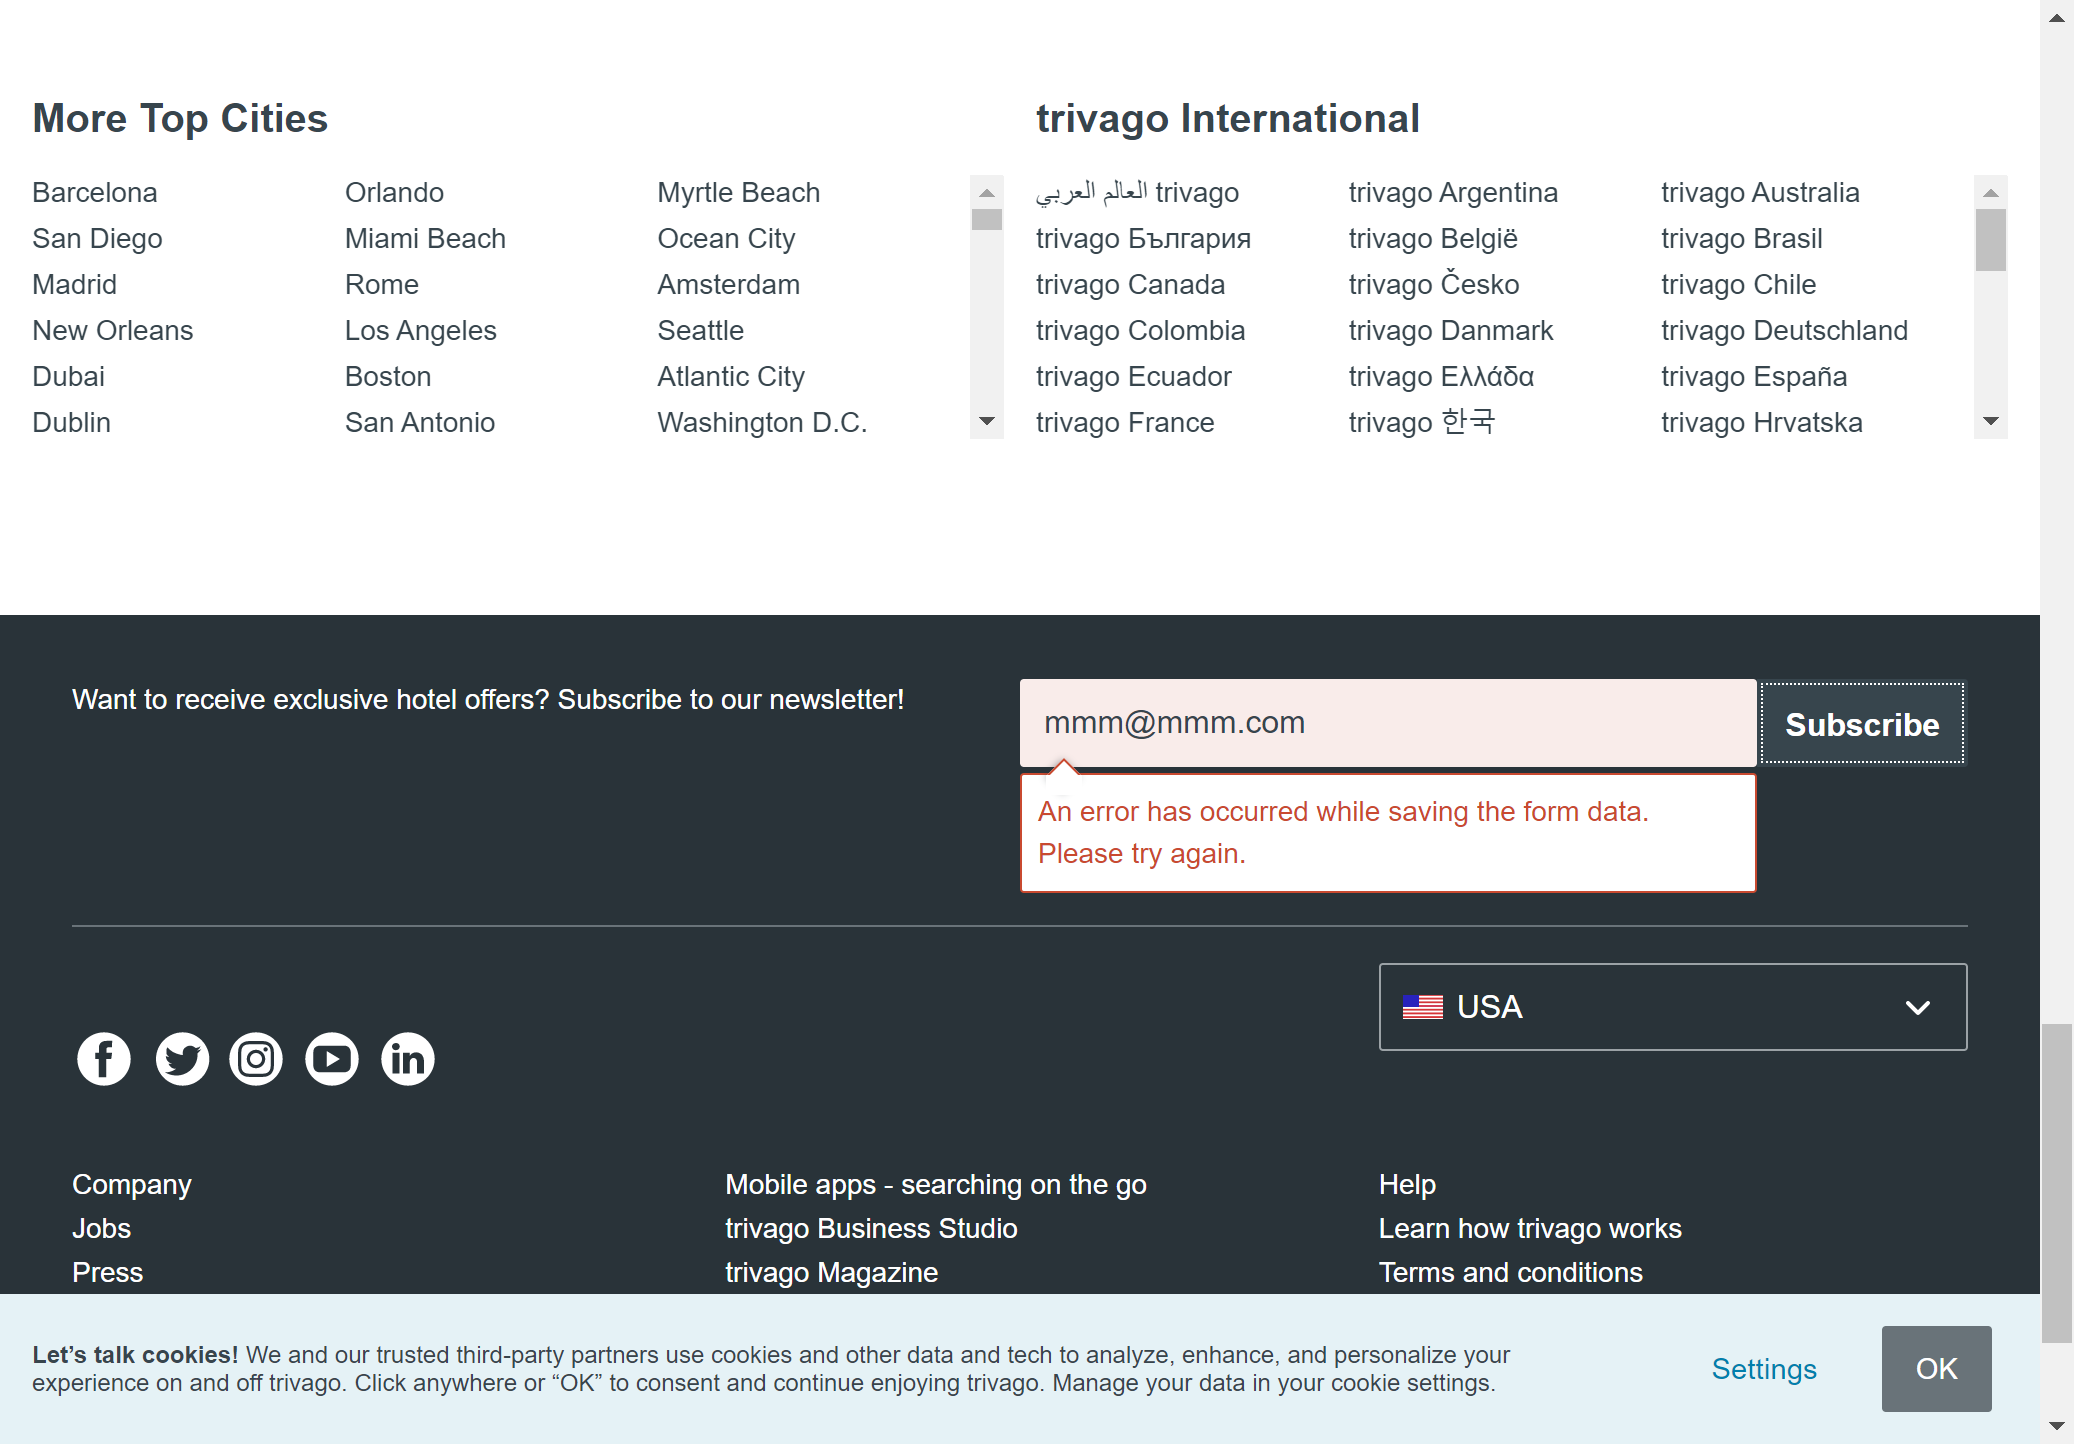 More Top Cities
Barcelona
Orlando
Myrtle Beach
San Diego
Miami Beach
Ocean City
Madrid
Rome
Amsterdam
New Orleans
Los Angeles
Seattle
Dubai
Boston
Atlantic City
Dublin
San Antonio
Washington D.C.
trivago International
العالم العربي trivago
trivago Argentina
trivago Australia
trivago България
trivago België
trivago Brasil
trivago Canada
trivago Česko
trivago Chile
trivago Colombia
trivago Danmark
trivago Deutschland
trivago Ecuador
trivago Ελλάδα
trivago España
trivago France
trivago 한국
trivago Hrvatska
Want to receive exclusive hotel offers? Subscribe to our newsletter!
mmm@mmm.com
Subscribe
An error has occurred while saving the form data.
Please try again.
USA
Company
Jobs
Press
Mobile apps - searching on the go
trivago Business Studio
trivago Magazine
Help
Learn how trivago works
Terms and conditions
Let’s talk cookies! We and our trusted third-party partners use cookies and other data and tech to analyze, enhance, and personalize your
experience on and off trivago. Click anywhere or “OK” to consent and continue enjoying trivago. Manage your data in your cookie settings.
Settings
OK